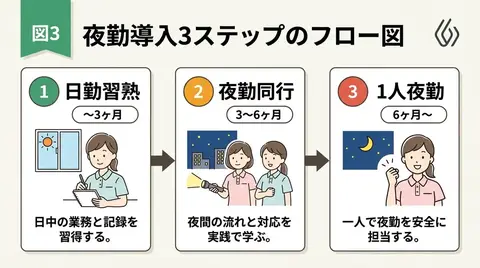 図3
夜勤導入3ステップのフロー図
1 日勤習熟
〜3ヶ月
日中の業務と記録を
習得する。
2 夜勤同行
3〜6ヶ月
夜間の流れと対応を
実践で学ぶ。
3 1人夜勤
6ヶ月〜
一人で夜勤を安全に
担当する。